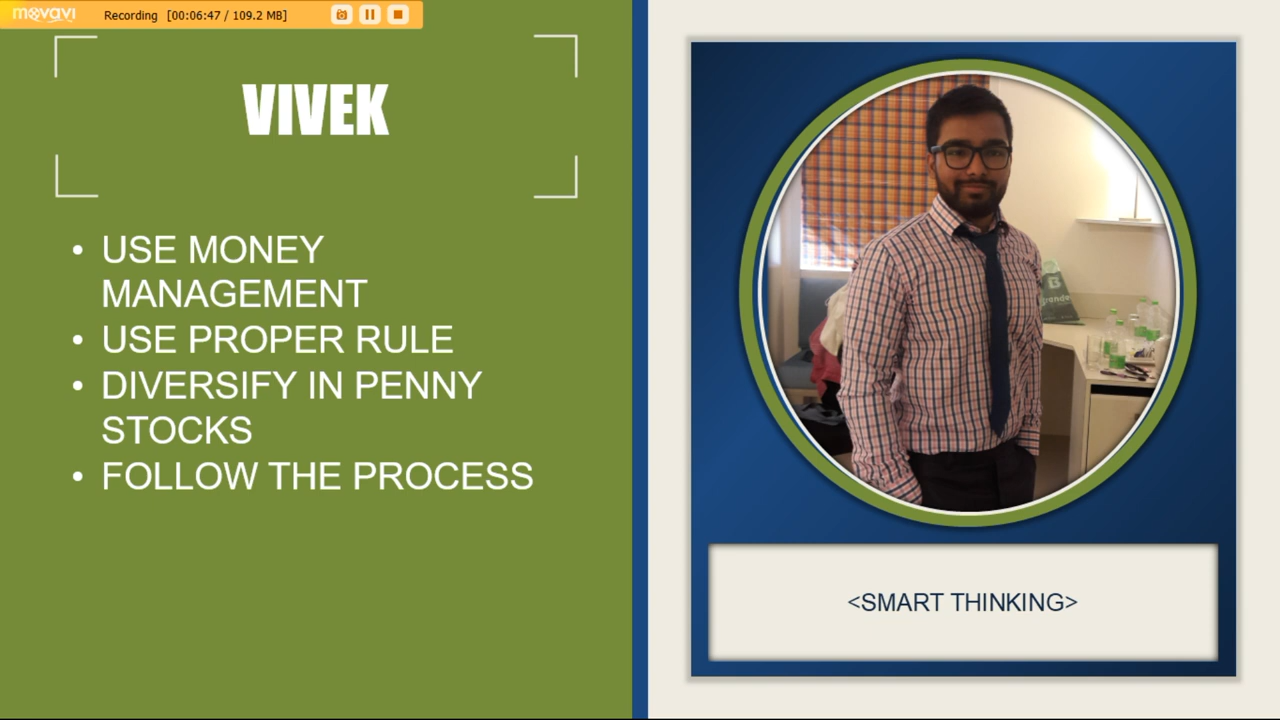 movavi Recording [00:06:47 / 109.2 MB]
VIVEK
• USE MONEY
MANAGEMENT
• USE PROPER RULE
• DIVERSIFY IN PENNY
STOCKS
• FOLLOW THE PROCESS
B
<SMART THINKING>